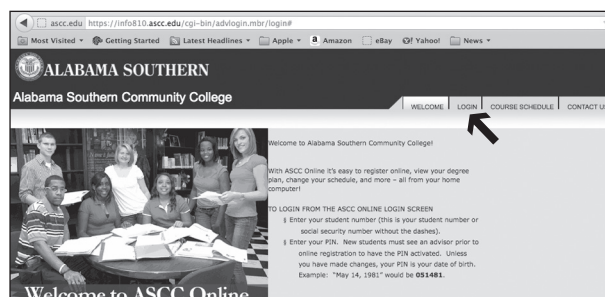 ascc.edu https://info810.ascc.edu/cgi-bin/advlogin.mbr/login#
Most Visited Getting Started Latest Headlines Apple Amazon eBay Yahoo! News
ALABAMA SOUTHERN
Alabama Southern Community College
WELCOME LOGIN COURSE SCHEDULE CONTACT U
Welcome to Alabama Southern Community College!
With ASCC Online it's easy to register online, view your degree
plan, change your schedule, and more – all from your home
computer!
TO LOGIN FROM THE ASCC ONLINE LOGIN SCREEN
§ Enter your student number (this is your student number or
social security number without the dashes).
§ Enter your PIN. New students must see an advisor prior to
online registration to have the PIN activated. Unless
you have made changes, your PIN is your date of birth.
Example: "May 14, 1981" would be 051481.
Welcome to ASCC Online